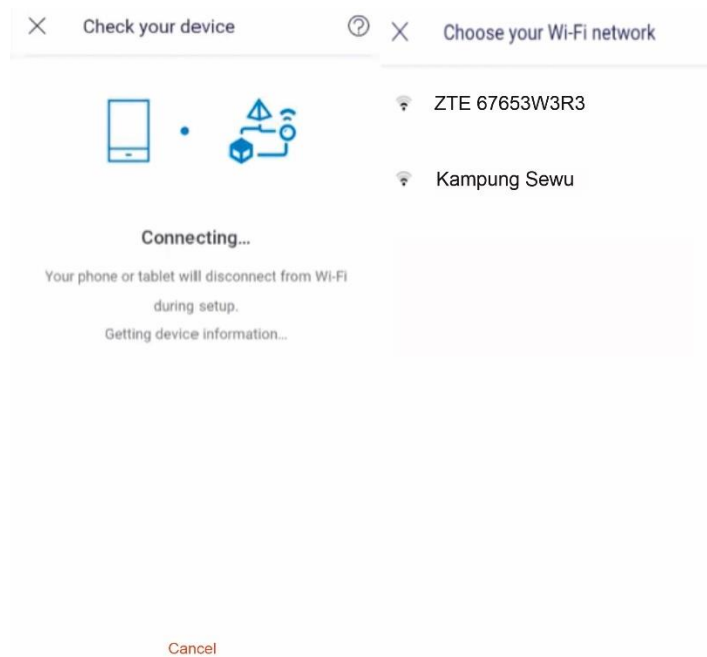 Check your device
Connecting...
Your phone or tablet will disconnect from Wi-Fi
during setup.
Getting device information...
Cancel
Choose your Wi-Fi network
ZTE 67653W3R3
Kampung Sewu